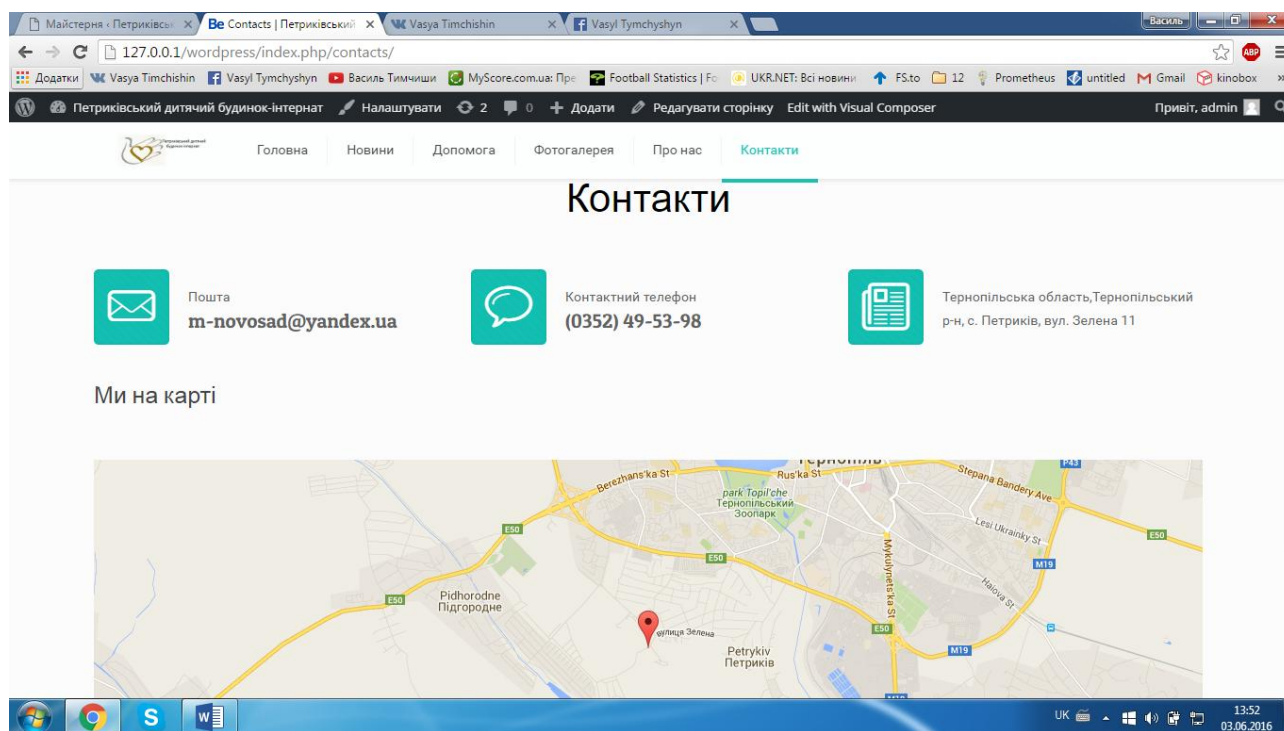 Майстерня ‹ Петриківсь
Be Contacts | Петриківський
Vasya Timchishin
Vasyl Tymchyshyn
Василь
127.0.0.1/wordpress/index.php/contacts/
ABP
Додатки
Vasya Timchishin
Vasyl Tymchyshyn
Василь Тимчиши
MyScore.com.ua: Пре
Football Statistics | Fo
UKR.NET: Всі новини
FS.to
12
Prometheus
untitled
Gmail
kinobox
»
Петриківський дитячий будинок-інтернат
Налаштувати
2
0
Додати
Редагувати сторінку
Edit with Visual Composer
Привіт, admin
Головна
Новини
Допомога
Фотогалерея
Про нас
Контакти
Контакти
Пошта
m-novosad@yandex.ua
Контактний телефон
(0352) 49-53-98
Тернопільська область,Тернопільський
р-н, с. Петриків, вул. Зелена 11
Ми на карті
Berezhans'ka St
Rus'ka St
park Topil'che
Тернопільський
Зоопарк
Stepana Bandery Ave
P43
Lesi Ukrainky St
E50
E50
E50
M19
Mykulynets'ka St
Haiova St
Pidhorodne
Підгородне
E50
вулиця Зелена
E50
Petrykiv
Петриків
M19
S
W
UK
13:52
03.06.2016